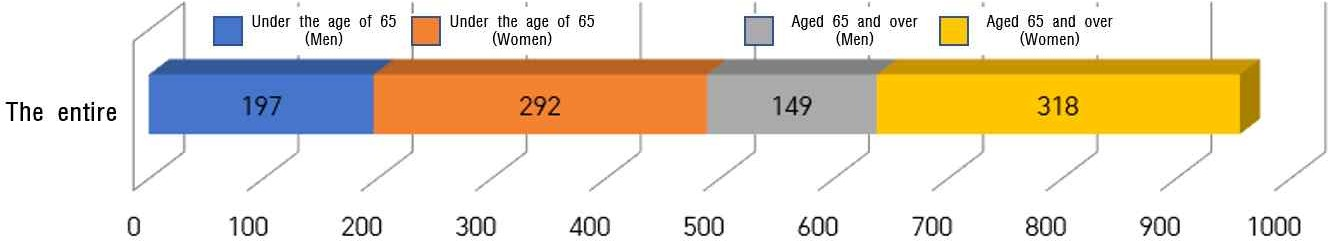 Under the age of 65
(Men)
Under the age of 65
(Women)
Aged 65 and over
(Men)
Aged 65 and over
(Women)
The entire
197
292
149
318
0 100 200 300 400 500 600 700 800 900 1000